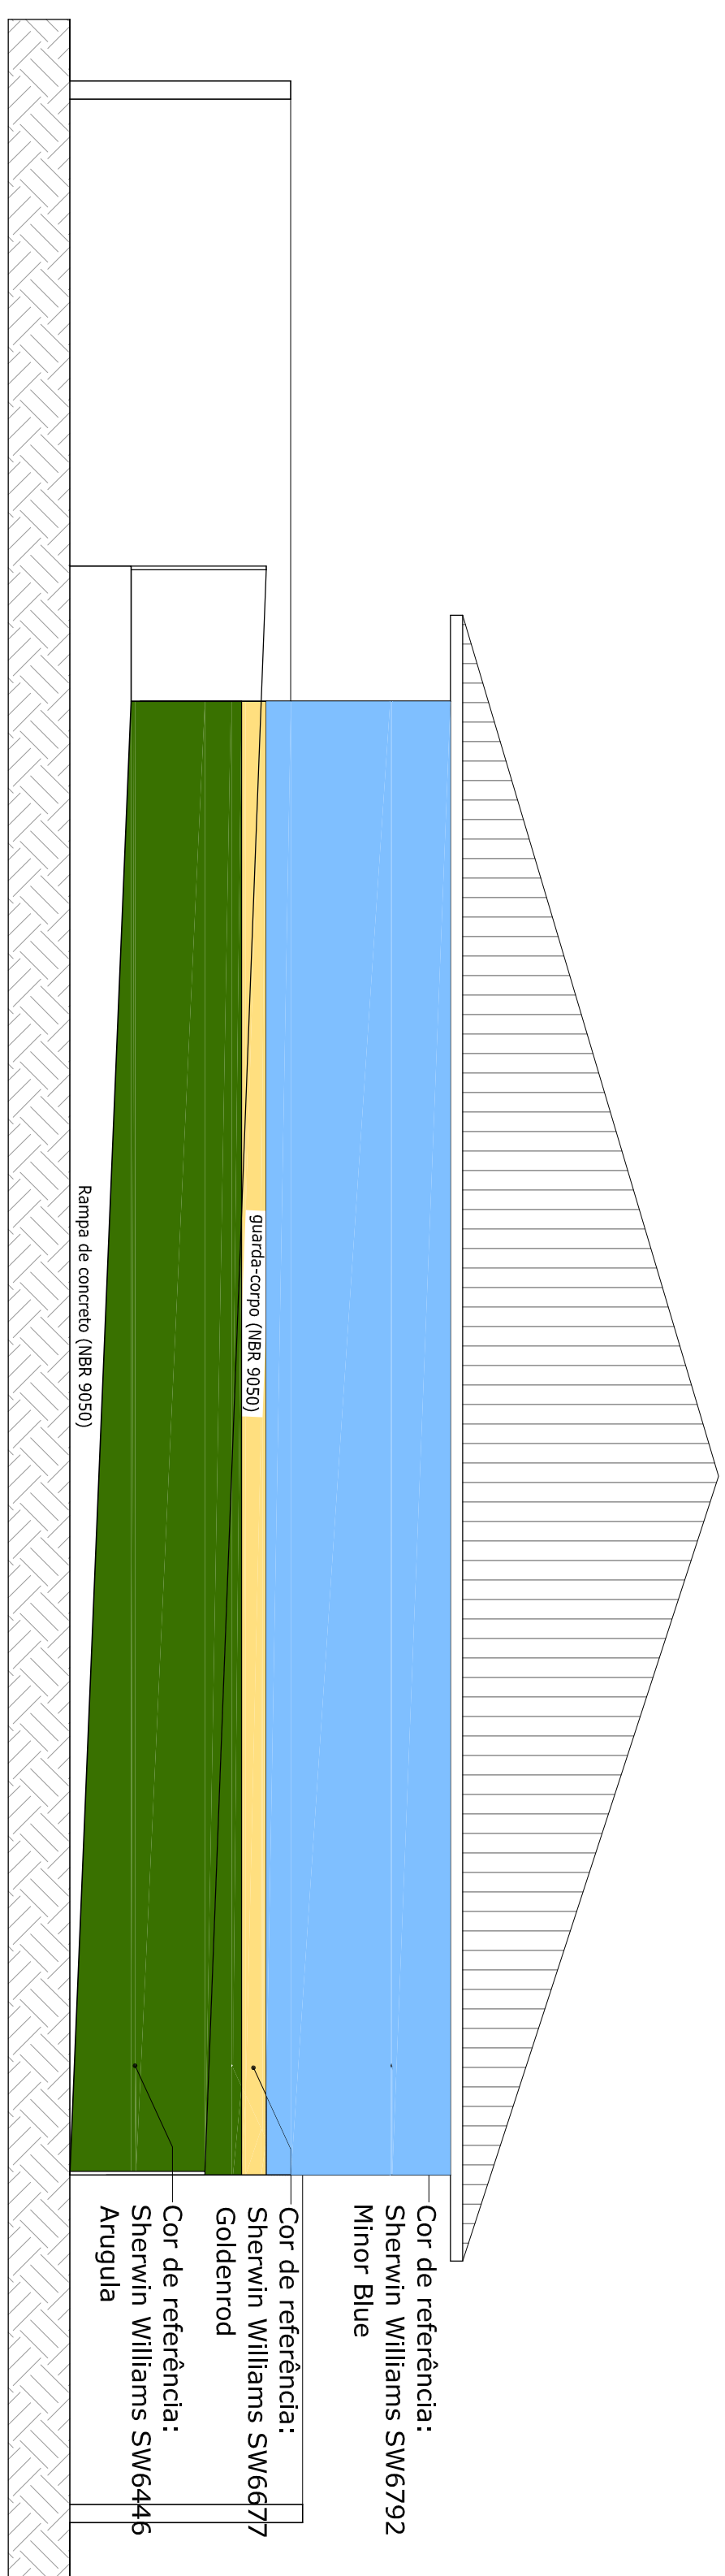 Cor de referência:
Sherwin Williams SW6792
Minor Blue
Cor de referência:
Sherwin Williams SW6677
Goldenrod
Cor de referência:
Sherwin Williams SW6446
Arugula
guarda-corpo (NBR 9050)
Rampa de concreto (NBR 9050)